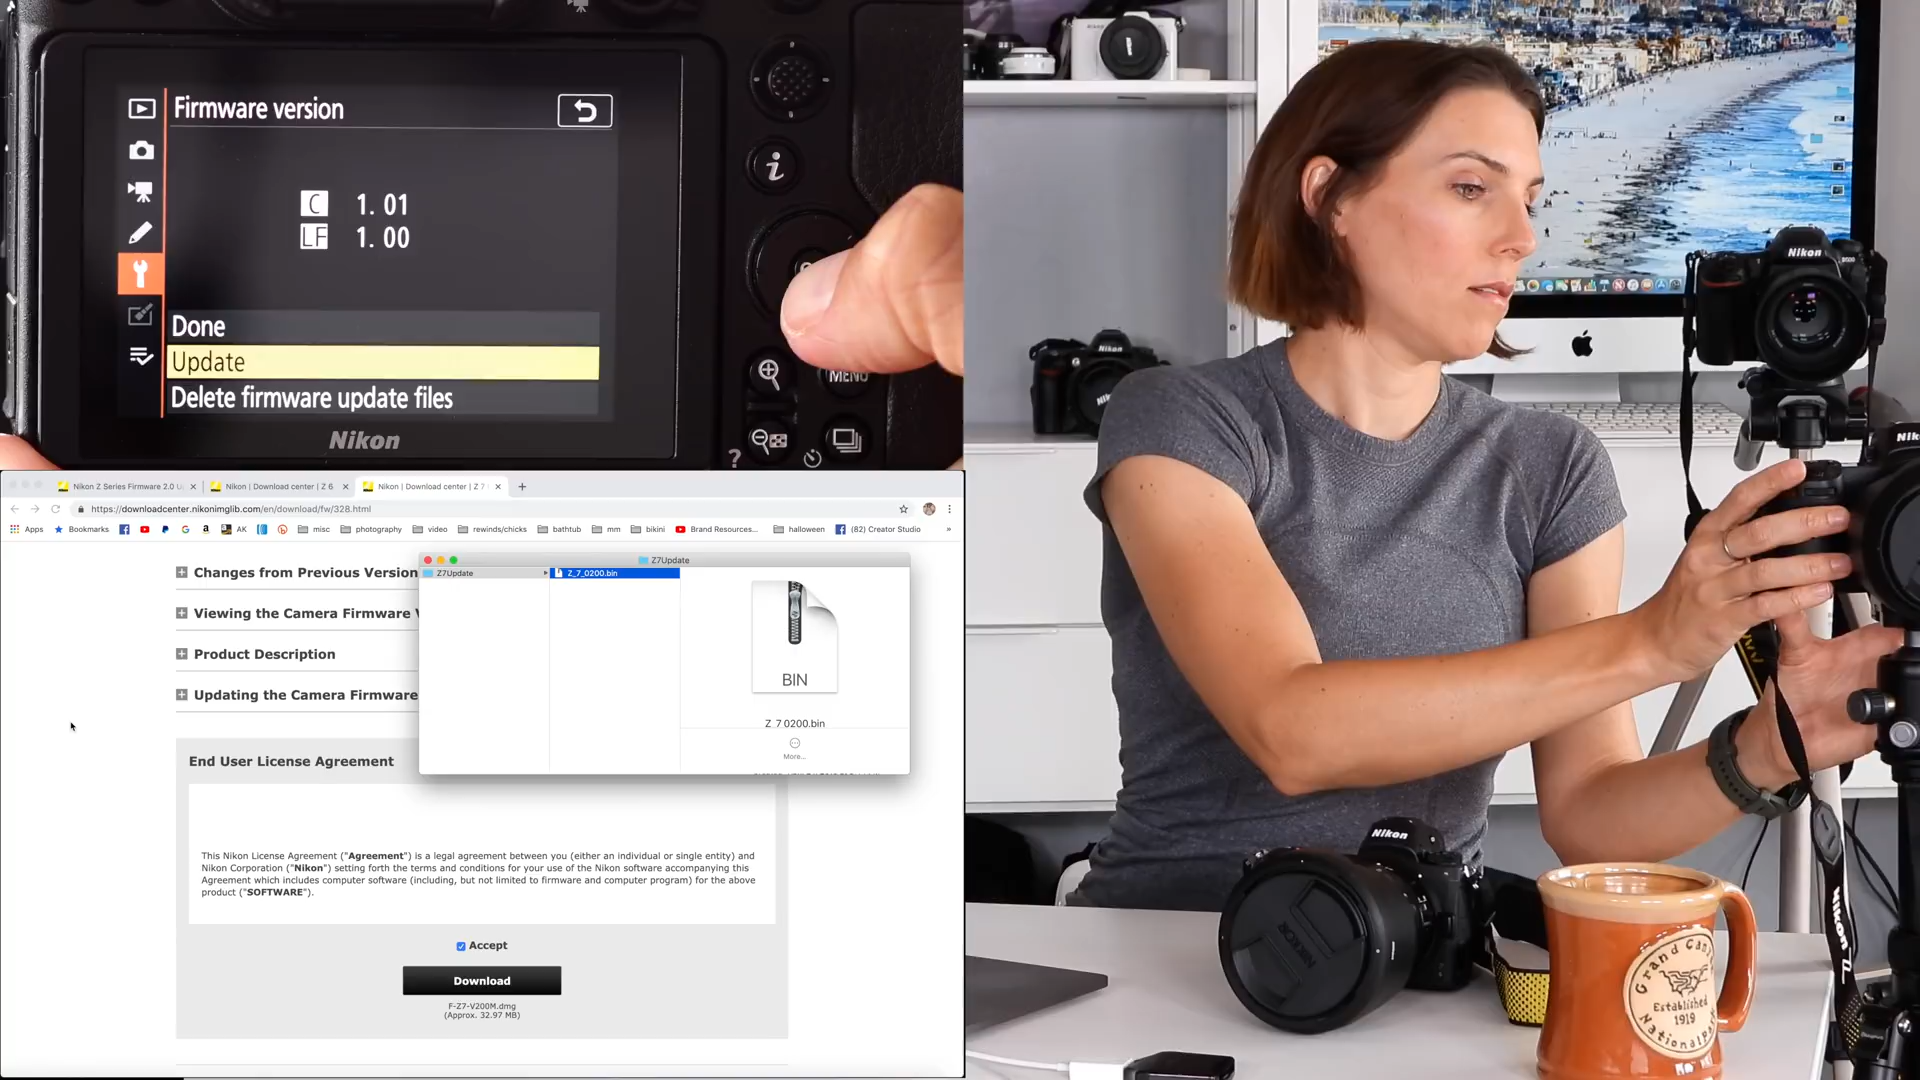 Firmware version
C 1.01
LF 1.00
Done
Update
Delete firmware update files
Nikon
i
MENU
?
Nikon Z Series Firmware 2.0 U
Nikon | Download center | Z 6
Nikon | Download center | Z 7
https://downloadcenter.nikonimglib.com/en/download/fw/328.html
Apps
Bookmarks
AK
misc
photography
video
rewinds/chicks
bathtub
mm
bikini
Brand Resources...
halloween
(82) Creator Studio
»
Changes from Previous Version
Viewing the Camera Firmware V
Product Description
Updating the Camera Firmware
Z7Update
Z7Update
Z_7_0200.bin
BIN
Z_7_0200.bin
More...
End User License Agreement
This Nikon License Agreement ("Agreement") is a legal agreement between you (either an individual or single entity) and
Nikon Corporation ("Nikon") setting forth the terms and conditions for your use of the Nikon software accompanying this
Agreement which includes computer software (including, but not limited to firmware and computer program) for the above
product ("SOFTWARE").
Accept
Download
F-Z7-V200M.dmg
(Approx. 32.97 MB)
Nikon
Nikon
Nik
Nikon
NIKKOR
Nikon
Grand Can
Established
1919
National Park